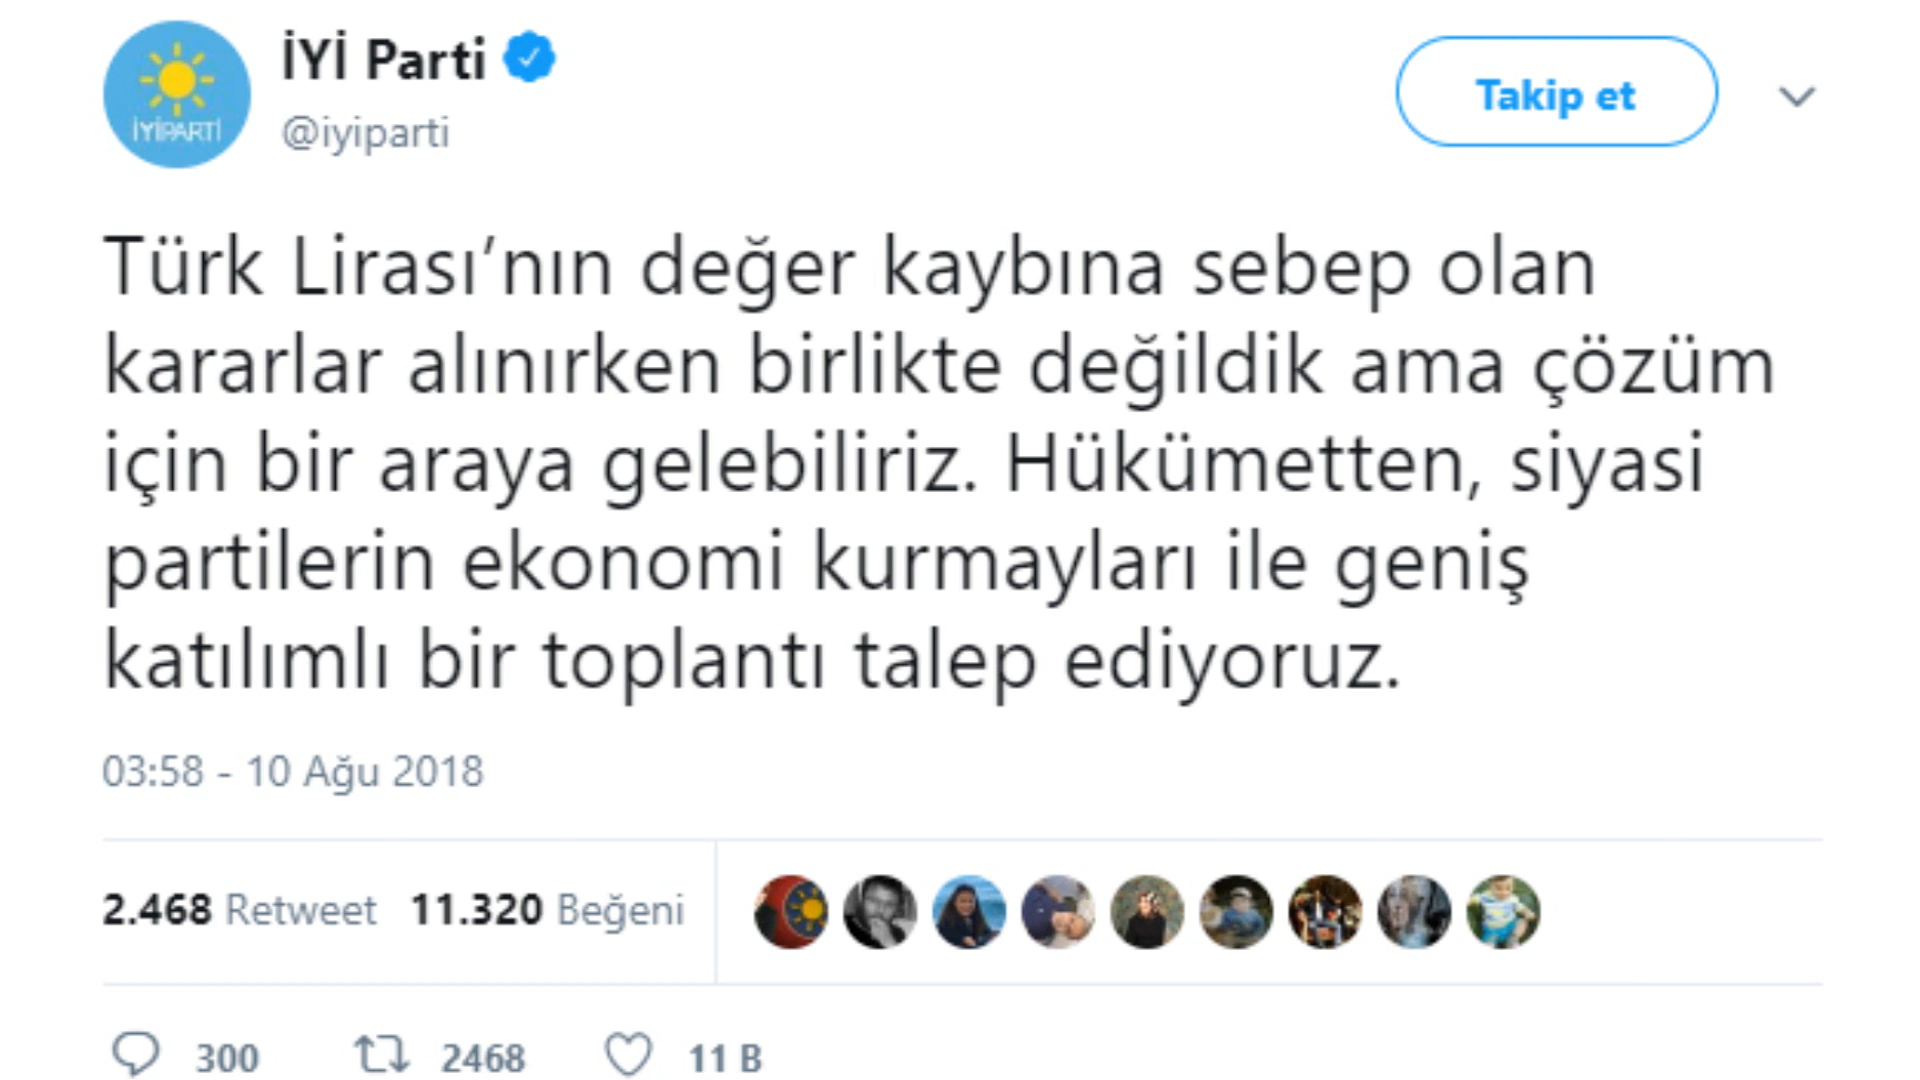 İYİ Parti
@iyiparti
Takip et
İYİPARTİ
Türk Lirası’nın değer kaybına sebep olan
kararlar alınırken birlikte değildik ama çözüm
için bir araya gelebiliriz. Hükümetten, siyasi
partilerin ekonomi kurmayları ile geniş
katılımlı bir toplantı talep ediyoruz.
03:58 - 10 Ağu 2018
2.468 Retweet 11.320 Beğeni
300 2468 11 B